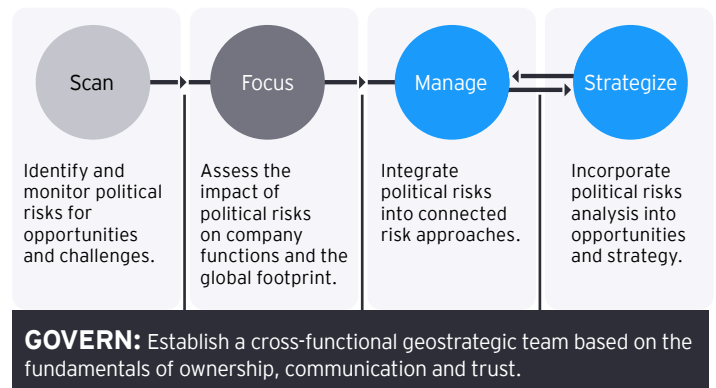 Scan
Focus
Manage
Strategize
Identify and
monitor political
risks for
opportunities
and challenges.
Assess the
impact of
political risks
on company
functions and the
global footprint.
Integrate
political risks
into connected
risk approaches.
Incorporate
political risks
analysis into
opportunities
and strategy.
GOVERN: Establish a cross-functional geostrategic team based on the
fundamentals of ownership, communication and trust.